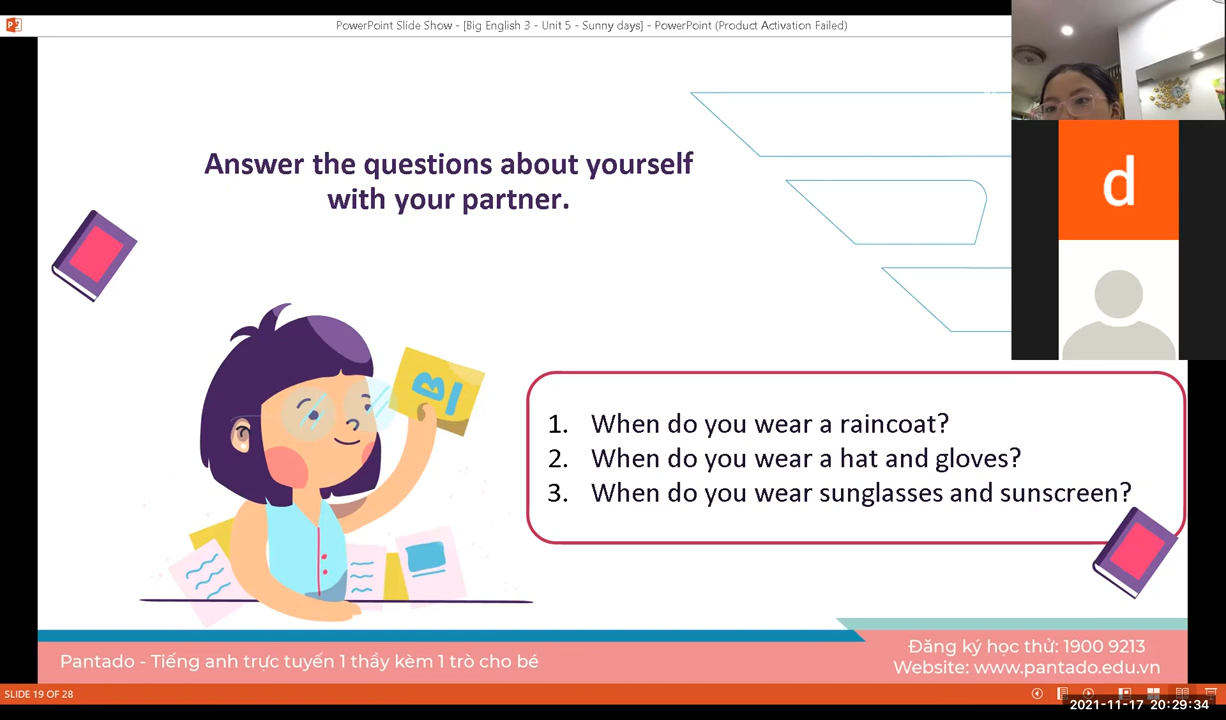 PowerPoint Slide Show - [Big English 3 - Unit 5 - Sunny days] - PowerPoint (Product Activation Failed)
Answer the questions about yourself
with your partner.
d
B
1. When do you wear a raincoat?
2. When do you wear a hat and gloves?
3. When do you wear sunglasses and sunscreen?
Pantado - Tiếng anh trực tuyến 1 thầy kèm 1 trò cho bé
Đăng ký học thử: 1900 9213
Website: www.pantado.edu.vn
SLIDE 19 OF 28
2021-11-17 20:29:34